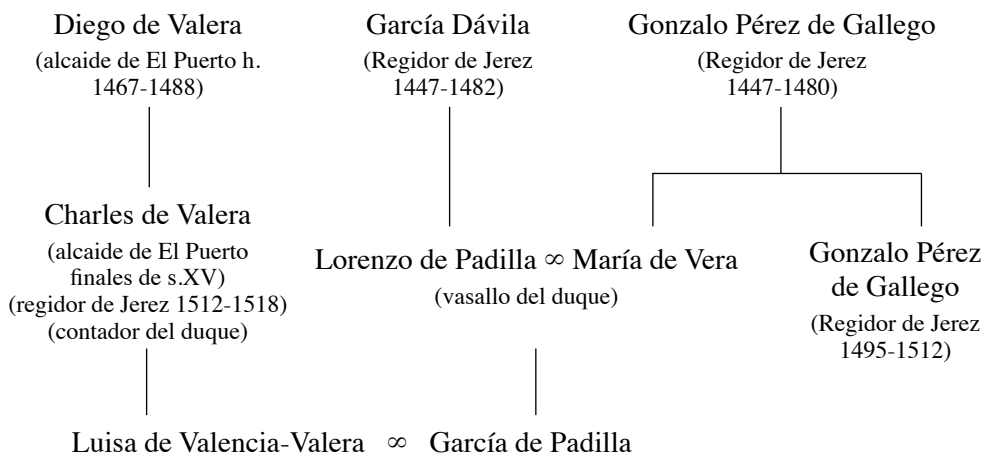 Diego de Valera
(alcaide de El Puerto h.
1467-1488)
García Dávila
(Regidor de Jerez
1447-1482)
Gonzalo Pérez de Gallego
(Regidor de Jerez
1447-1480)
Charles de Valera
(alcaide de El Puerto
finales de s.XV)
(regidor de Jerez 1512-1518)
(contador del duque)
Lorenzo de Padilla ∞ María de Vera
(vasallo del duque)
Gonzalo Pérez
de Gallego
(Regidor de Jerez
1495-1512)
Luisa de Valencia-Valera ∞ García de Padilla